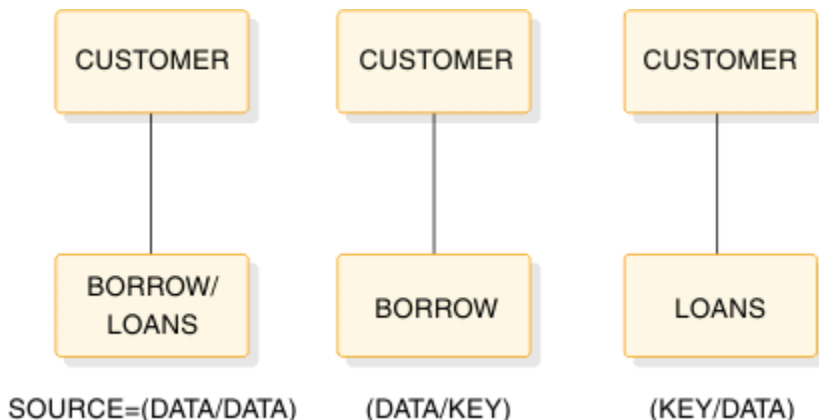 CUSTOMER CUSTOMER CUSTOMER
BORROW/
LOANS
BORROW
LOANS
SOURCE=(DATA/DATA) (DATA/KEY) (KEY/DATA)